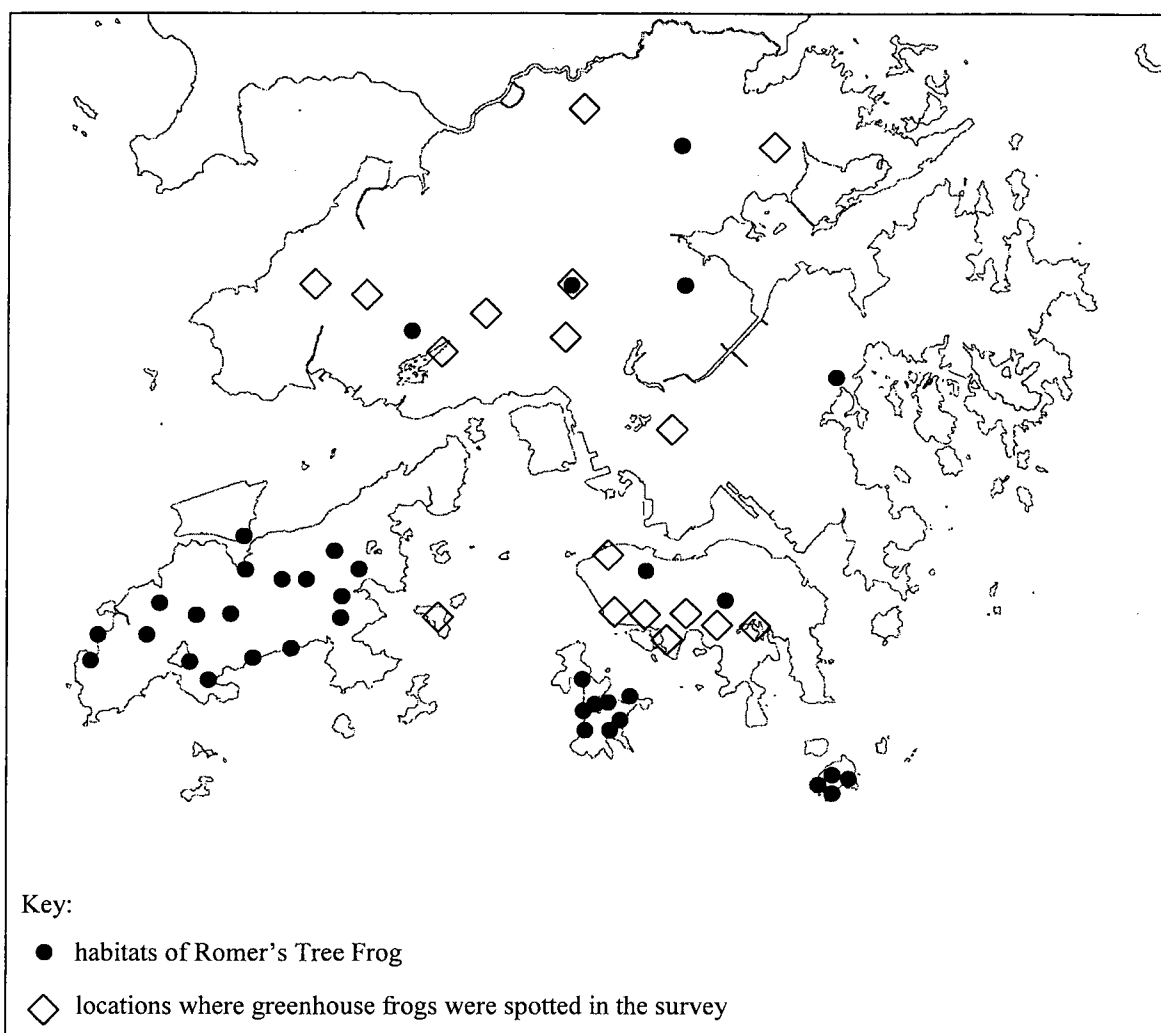 Key:
habitats of Romer's Tree Frog
locations where greenhouse frogs were spotted in the survey